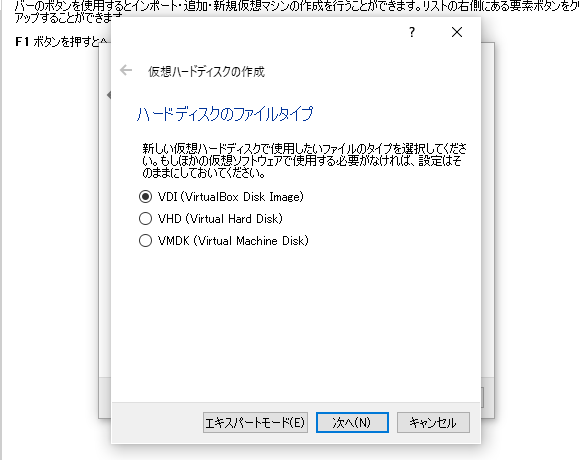 バーのボタンを使用するとインポート・追加・新規仮想マシンの作成を行うことができます。リストの右側にある要素ボタンを
アップすることができます
F1 ボタンを押すとヘ
?
仮想ハードディスクの作成
ハードディスクのファイルタイプ
新しい仮想ハードディスクで使用したいファイルのタイプを選択してくださ
い。もしほかの仮想ソフトウェアで使用する必要がなければ、設定はそ
のままにしておいてください。
VDI (VirtualBox Disk Image)
VHD (Virtual Hard Disk)
VMDK (Virtual Machine Disk)
エキスパートモード(E)
次へ(N)
キャンセル